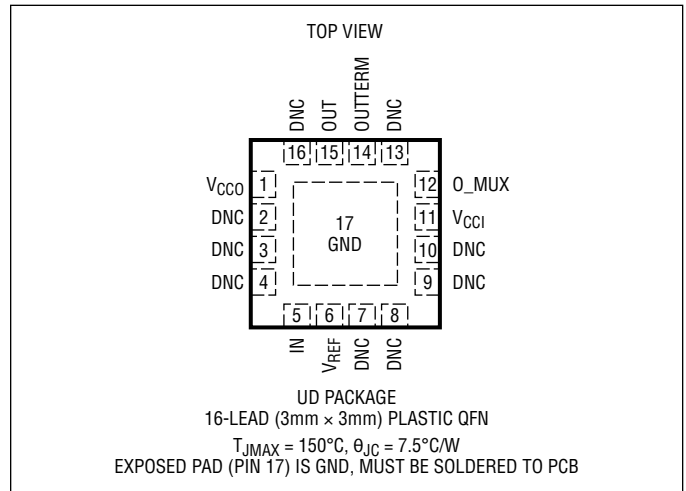 TOP VIEW
DNC OUT OUTTERM DNC
16 15 14 13
VCCO 1 12 O_MUX
DNC 2 11 VCCI
17
GND
DNC 3 10 DNC
DNC 4 9 DNC
5 6 7 8
IN VREF DNC DNC
UD PACKAGE
16-LEAD (3mm × 3mm) PLASTIC QFN
TJMAX = 150°C, θJC = 7.5°C/W
EXPOSED PAD (PIN 17) IS GND, MUST BE SOLDERED TO PCB